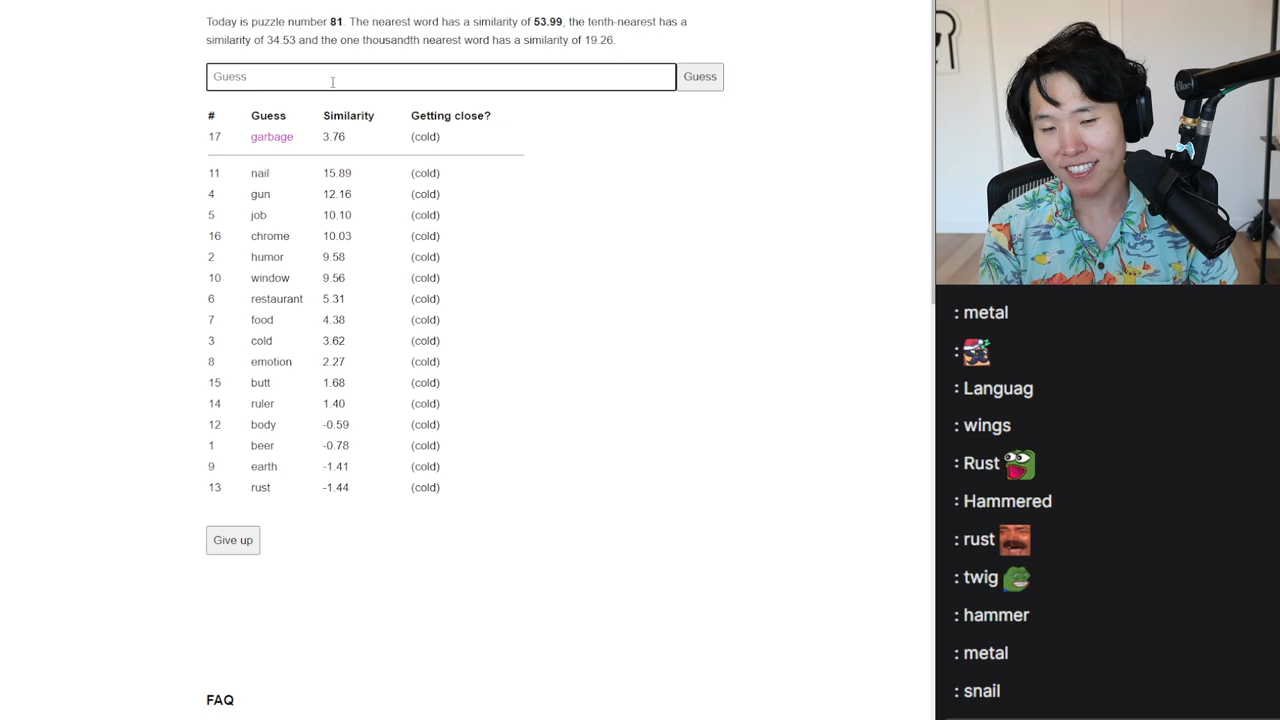 Today is puzzle number 81. The nearest word has a similarity of 53.99, the tenth-nearest has a
similarity of 34.53 and the one thousandth nearest word has a similarity of 19.26.
Guess Guess
# Guess Similarity Getting close?
17 garbage 3.76 (cold)
11 nail 15.89 (cold)
4 gun 12.16 (cold)
5 job 10.10 (cold)
16 chrome 10.03 (cold)
2 humor 9.58 (cold)
10 window 9.56 (cold)
6 restaurant 5.31 (cold)
7 food 4.38 (cold)
3 cold 3.62 (cold)
8 emotion 2.27 (cold)
15 butt 1.68 (cold)
14 ruler 1.40 (cold)
12 body -0.59 (cold)
1 beer -0.78 (cold)
9 earth -1.41 (cold)
13 rust -1.44 (cold)
Give up
FAQ
Blue
: metal
:
: Languag
: wings
: Rust
: Hammered
: rust
: twig
: hammer
: metal
: snail